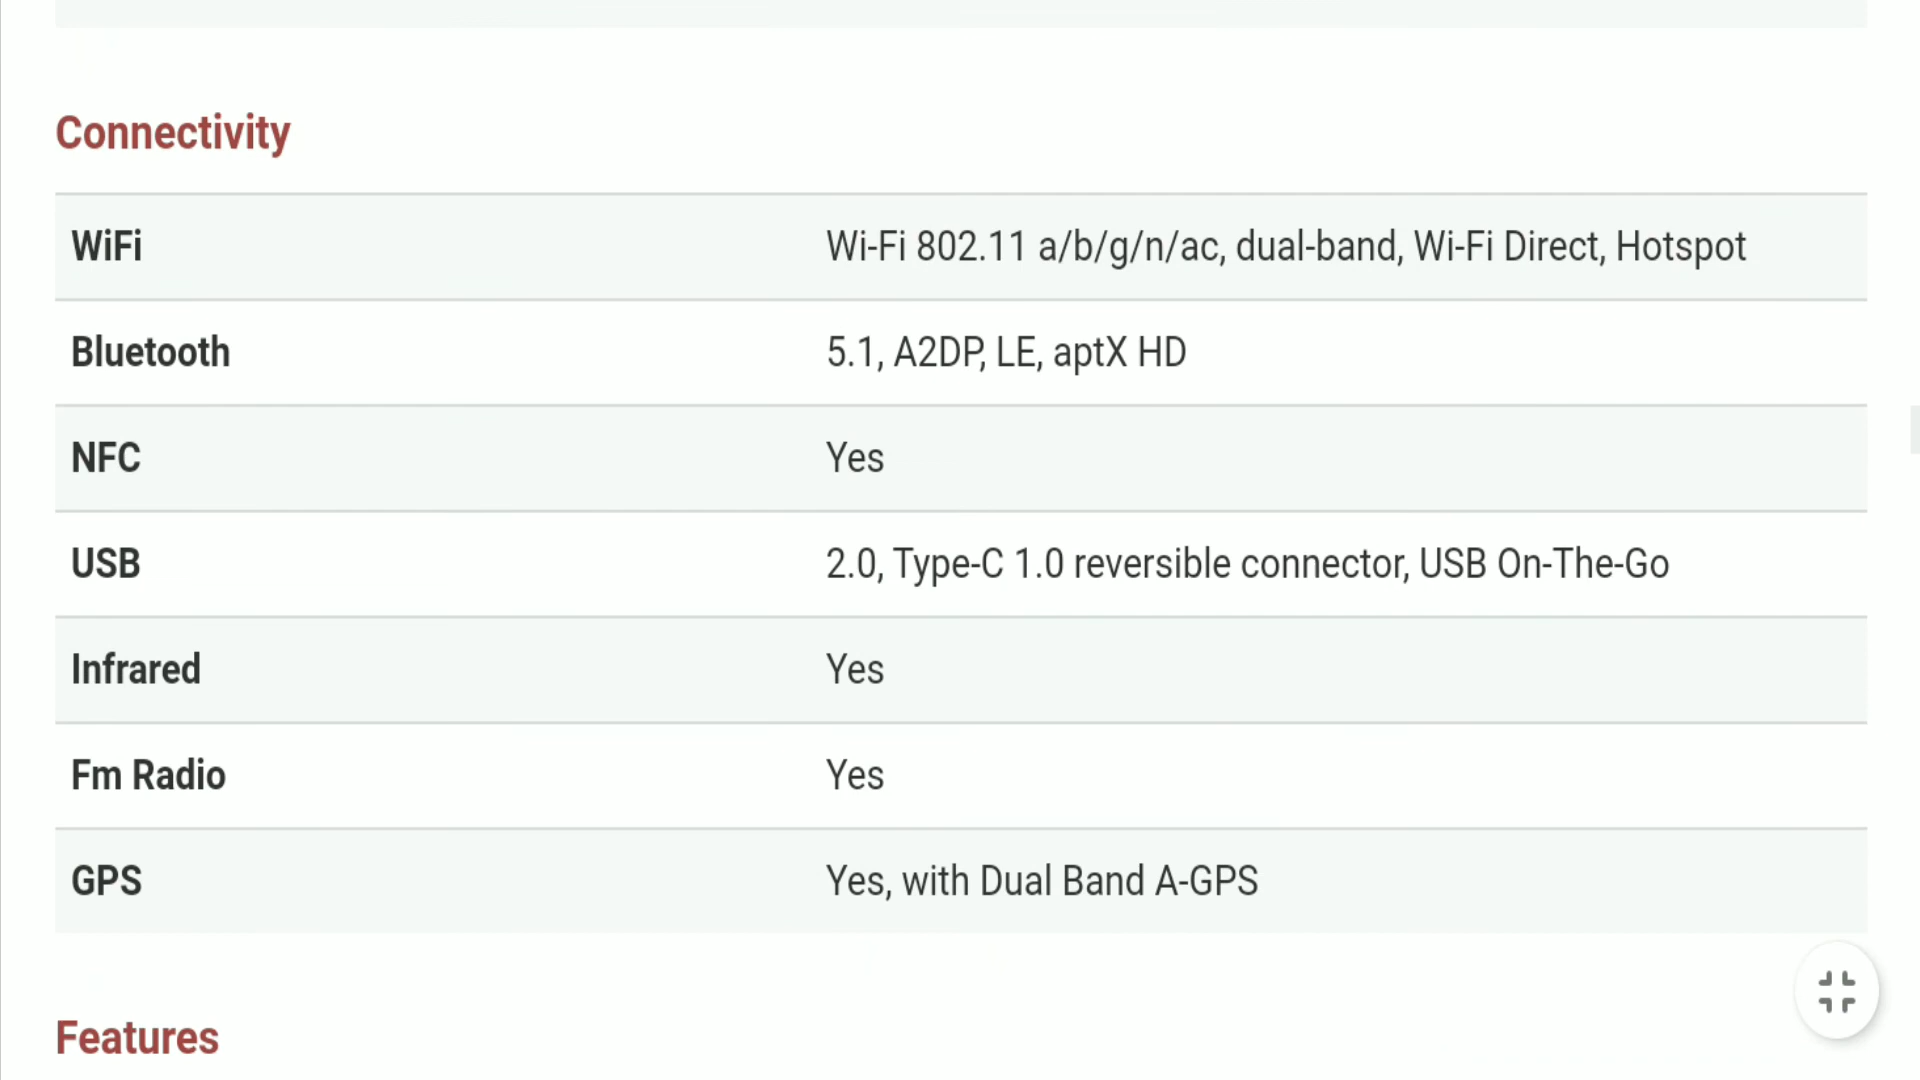 Connectivity
WiFi Wi-Fi 802.11 a/b/g/n/ac, dual-band, Wi-Fi Direct, Hotspot
Bluetooth 5.1, A2DP, LE, aptX HD
NFC Yes
USB 2.0, Type-C 1.0 reversible connector, USB On-The-Go
Infrared Yes
Fm Radio Yes
GPS Yes, with Dual Band A-GPS
Features